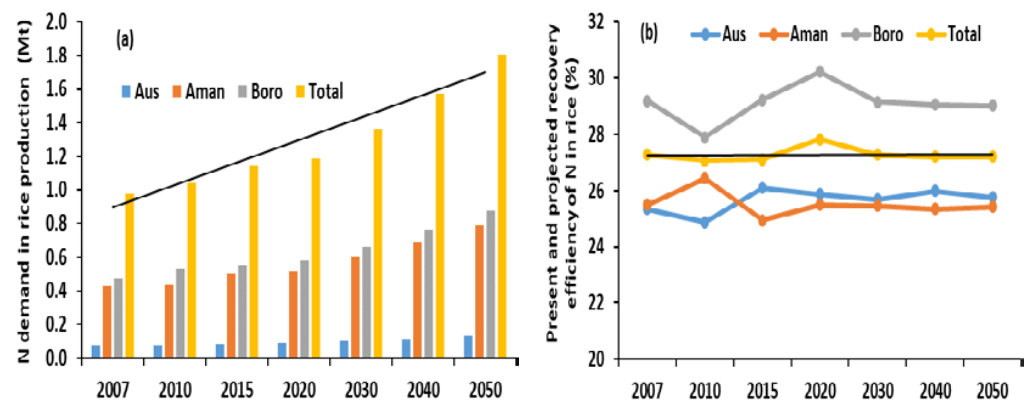 N demand in rice production (Mt)
2.0
1.8
1.6
1.4
1.2
1.0
0.8
0.6
0.4
0.2
0.0
(a)
Aus Aman Boro Total
2007 2010 2015 2020 2030 2040 2050
Present and projected recovery
efficiency of N in rice (%)
32
30
28
26
24
22
20
(b)
Aus Aman Boro Total
2007 2010 2015 2020 2030 2040 2050